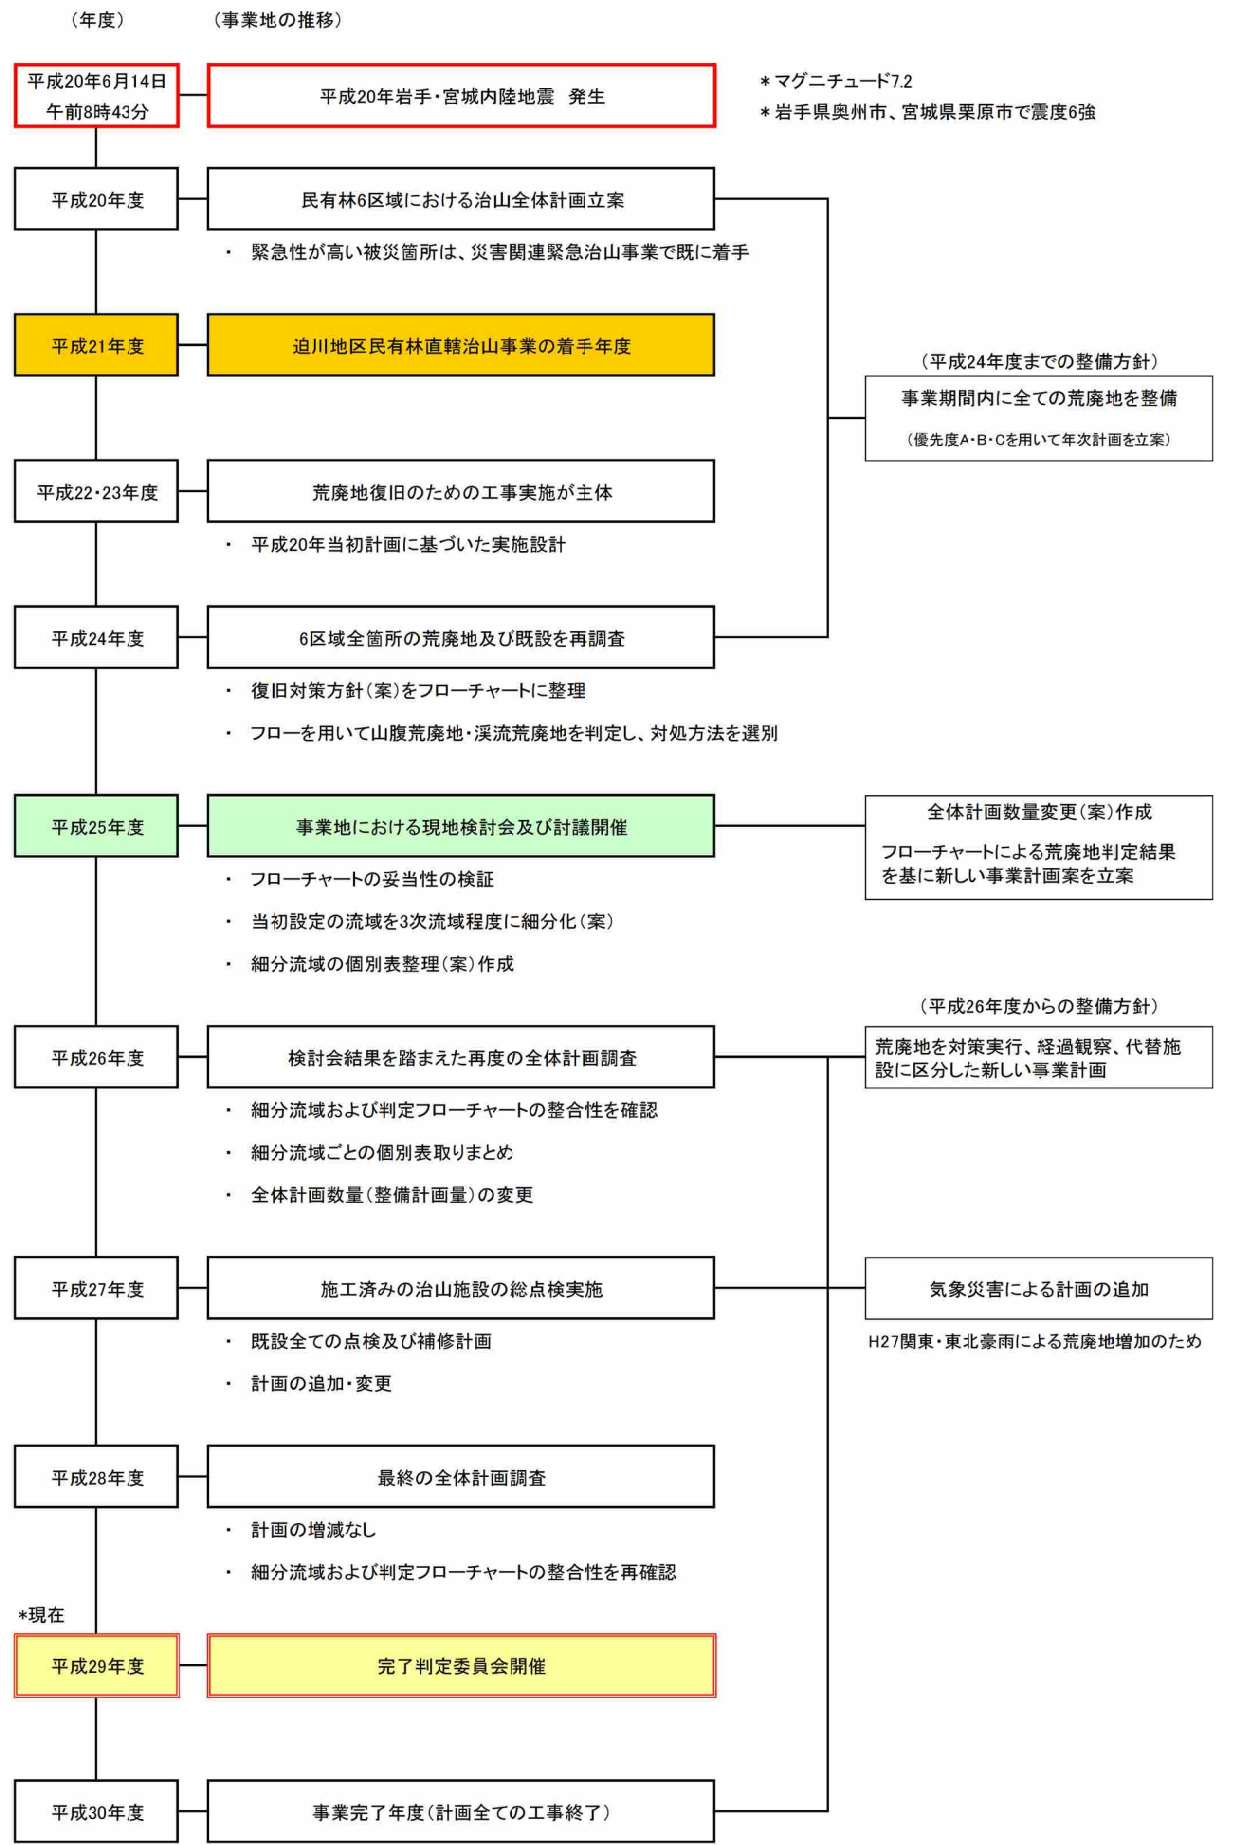 （年度）
（事業地の推移）
平成20年6月14日
午前8時43分
平成20年岩手・宮城内陸地震　発生
＊マグニチュード7.2
＊岩手県奥州市、宮城県栗原市で震度6強
平成20年度
民有林6区域における治山全体計画立案
・　緊急性が高い被災箇所は、災害関連緊急治山事業で既に着手
平成21年度
迫川地区民有林直轄治山事業の着手年度
（平成24年度までの整備方針）
事業期間内に全ての荒廃地を整備
（優先度A・B・Cを用いて年次計画を立案）
平成22・23年度
荒廃地復旧のための工事実施が主体
・　平成20年当初計画に基づいた実施設計
平成24年度
6区域全箇所の荒廃地及び既設を再調査
・　復旧対策方針（案）をフローチャートに整理
・　フローを用いて山腹荒廃地・渓流荒廃地を判定し、対処方法を選別
平成25年度
事業地における現地検討会及び討議開催
全体計画数量変更（案）作成
フローチャートによる荒廃地判定結果
を基に新しい事業計画案を立案
・　フローチャートの妥当性の検証
・　当初設定の流域を3次流域程度に細分化（案）
・　細分流域の個別表整理（案）作成
（平成26年度からの整備方針）
平成26年度
検討会結果を踏まえた再度の全体計画調査
荒廃地を対策実行、経過観察、代替施
設に区分した新しい事業計画
・　細分流域および判定フローチャートの整合性を確認
・　細分流域ごとの個別表取りまとめ
・　全体計画数量（整備計画量）の変更
平成27年度
施工済みの治山施設の総点検実施
気象災害による計画の追加
H27関東・東北豪雨による荒廃地増加のため
・　既設全ての点検及び補修計画
・　計画の追加・変更
平成28年度
最終の全体計画調査
・　計画の増減なし
・　細分流域および判定フローチャートの整合性を再確認
*現在
平成29年度
完了判定委員会開催
平成30年度
事業完了年度（計画全ての工事終了）